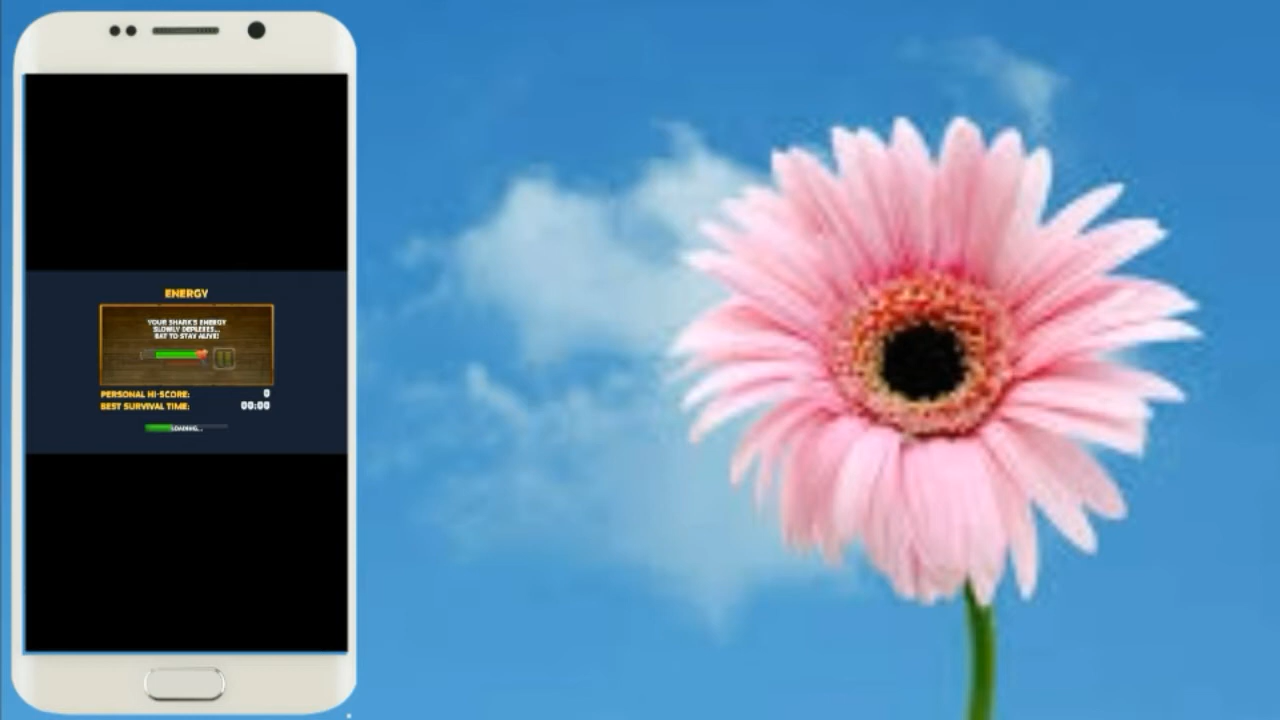 ENERGY
YOUR SHARK'S ENERGY
SLOWLY DEPLETES...
EAT TO STAY ALIVE!
PERSONAL HI-SCORE: 0
BEST SURVIVAL TIME: 00:00
LOADING...